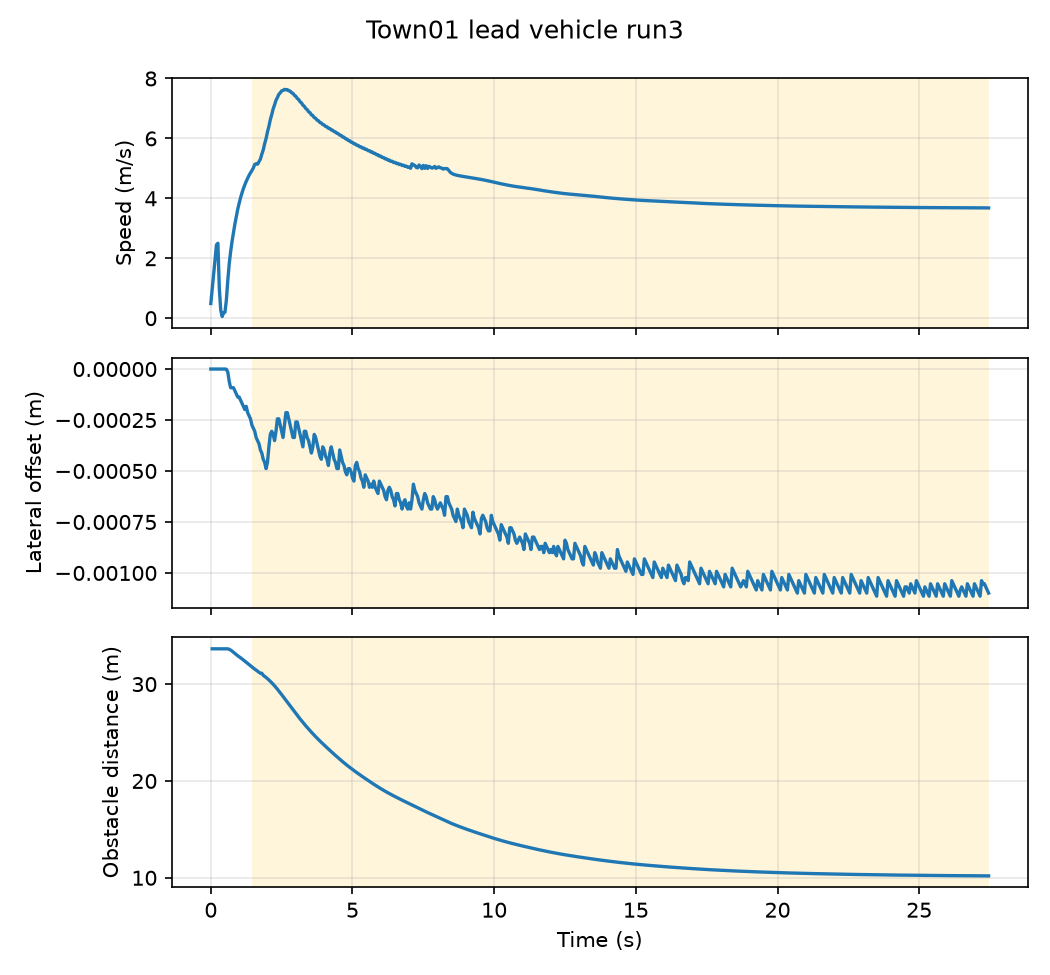 Town01 lead vehicle run3
8
6
4
2
0
Speed (m/s)
0.00000
−0.00025
−0.00050
−0.00075
−0.00100
Lateral offset (m)
30
20
10
Obstacle distance (m)
0 5 10 15 20 25
Time (s)